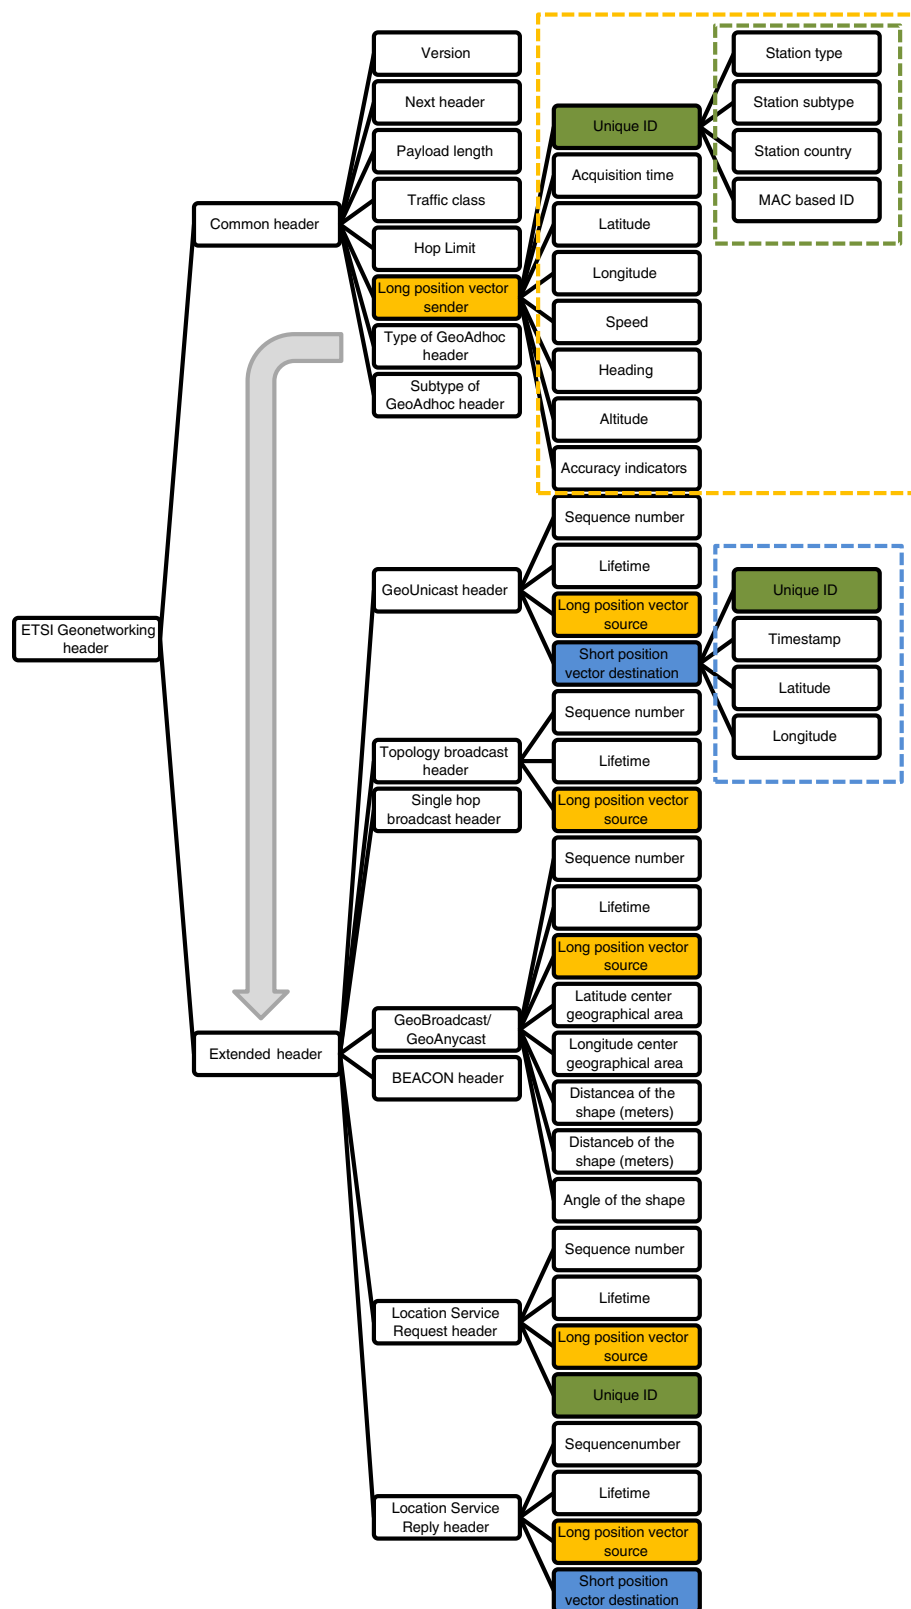 ETSI Geonetworking
header
Common header
Version
Next header
Payload length
Traffic class
Hop Limit
Long position vector
sender
Type of GeoAdhoc
header
Subtype of
GeoAdhoc header
Unique ID
Acquisition time
Latitude
Longitude
Speed
Heading
Altitude
Accuracy indicators
Station type
Station subtype
Station country
MAC based ID
Extended header
GeoUnicast header
Sequence number
Lifetime
Long position vector
source
Short position
vector destination
Unique ID
Timestamp
Latitude
Longitude
Topology broadcast
header
Sequence number
Lifetime
Long position vector
source
Single hop
broadcast header
GeoBroadcast/
GeoAnycast
Sequence number
Lifetime
Long position vector
source
Latitude center
geographical area
Longitude center
geographical area
Distancea of the
shape (meters)
Distanceb of the
shape (meters)
Angle of the shape
BEACON header
Location Service
Request header
Sequence number
Lifetime
Long position vector
source
Unique ID
Location Service
Reply header
Sequencenumber
Lifetime
Long position vector
source
Short position
vector destination